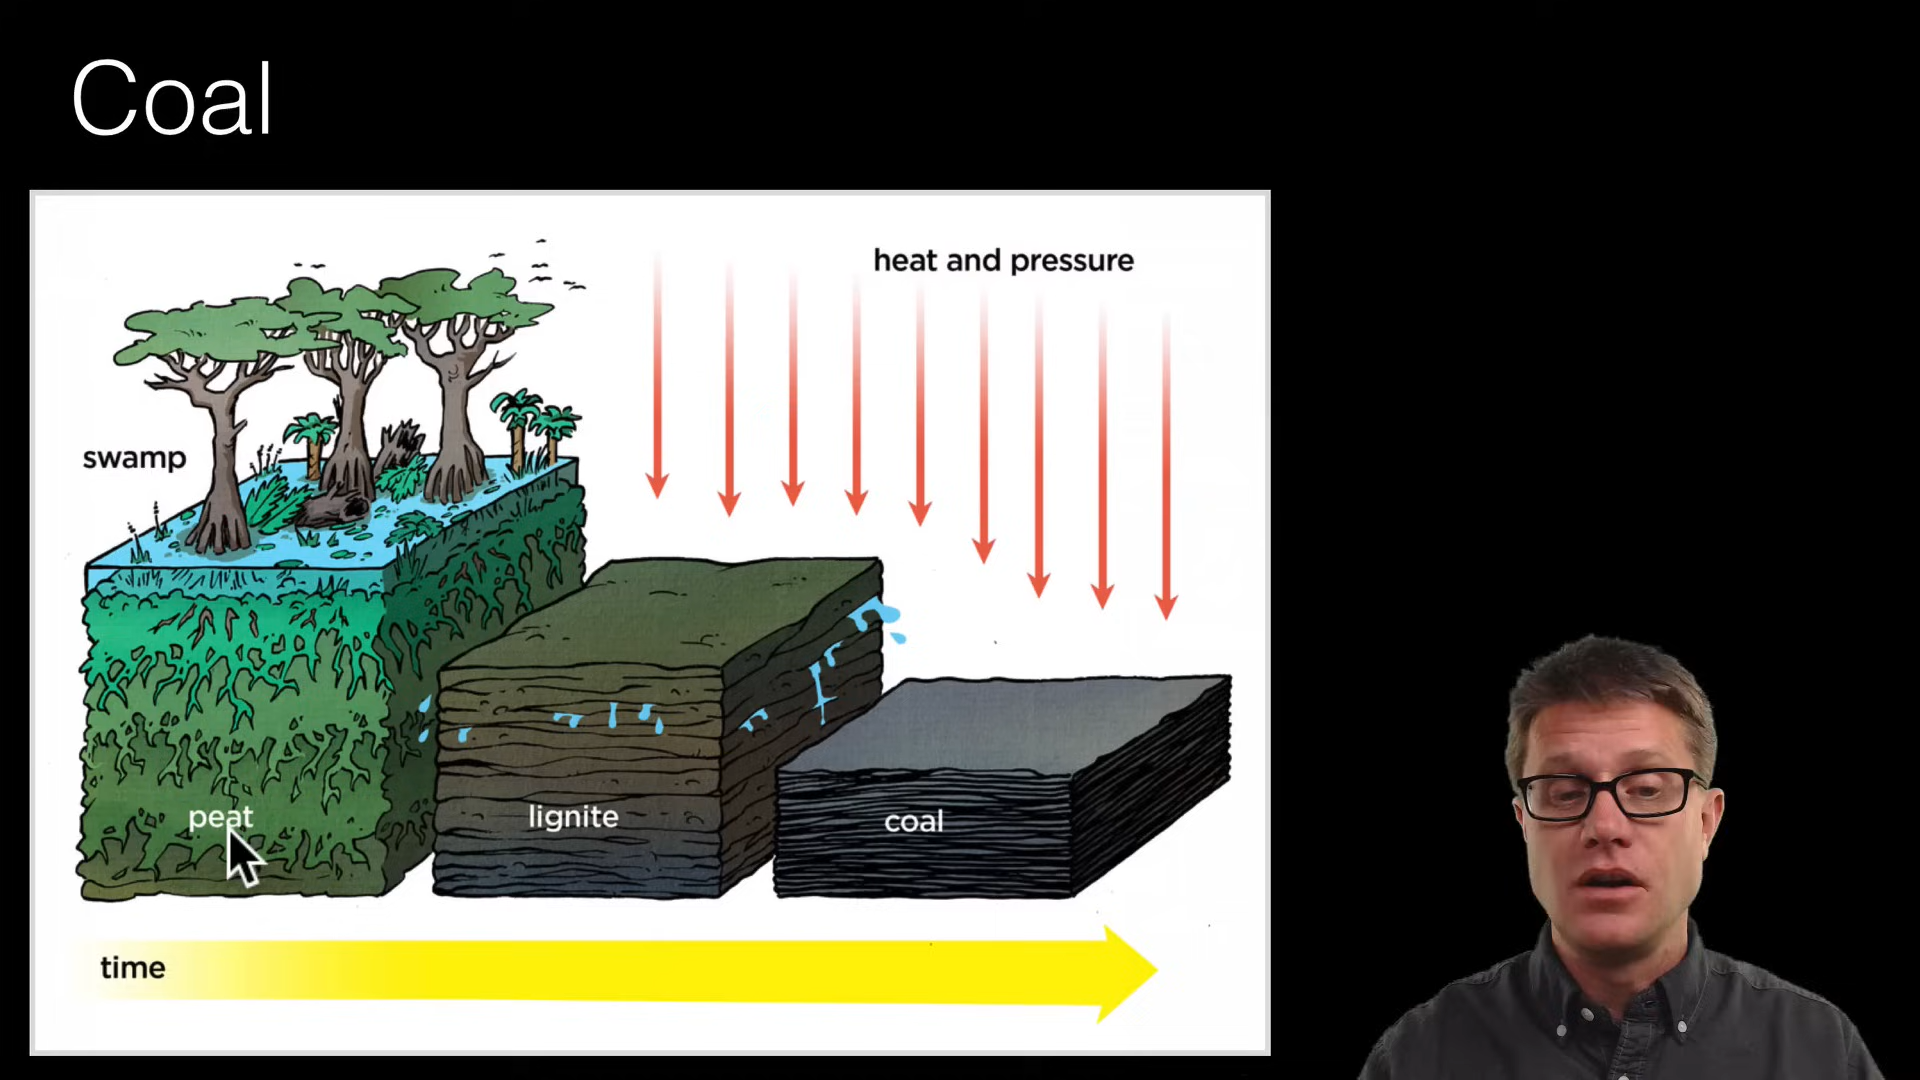 Coal
heat and pressure
swamp
peat
lignite
coal
time